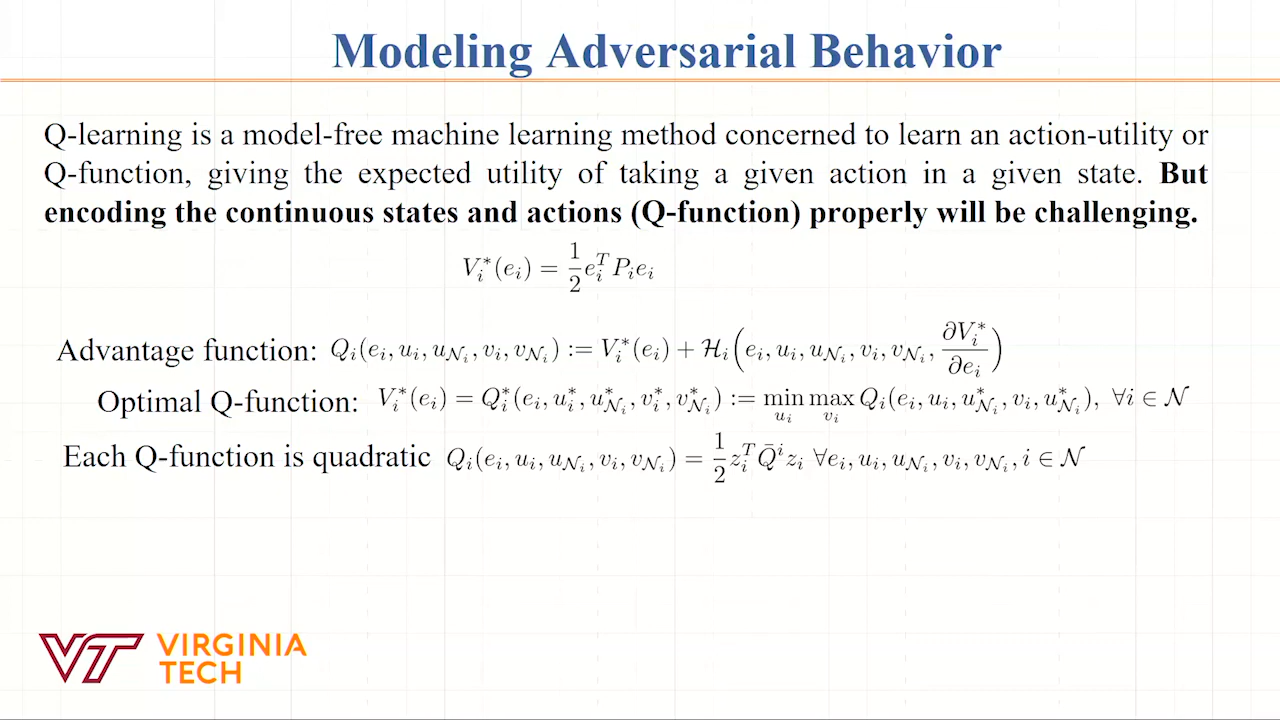 Modeling Adversarial Behavior
Q-learning is a model-free machine learning method concerned to learn an action-utility or
Q-function, giving the expected utility of taking a given action in a given state. But
encoding the continuous states and actions (Q-function) properly will be challenging.
$V_i^*(e_i) = \frac{1}{2} e_i^T P_i e_i$
Advantage function: $Q_i(e_i, u_i, u_{\mathcal{N}_i}, v_i, v_{\mathcal{N}_i}) := V_i^*(e_i) + \mathcal{H}_i\left(e_i, u_i, u_{\mathcal{N}_i}, v_i, v_{\mathcal{N}_i}, \frac{\partial V_i^*}{\partial e_i}\right)$
Optimal Q-function: $V_i^*(e_i) = Q_i^*(e_i, u_i^*, u_{\mathcal{N}_i}^*, v_i^*, v_{\mathcal{N}_i}^*) := \min_{u_i} \max_{v_i} Q_i(e_i, u_i, u_{\mathcal{N}_i}^*, v_i, u_{\mathcal{N}_i}^*), \ \forall i \in \mathcal{N}$
Each Q-function is quadratic $Q_i(e_i, u_i, u_{\mathcal{N}_i}, v_i, v_{\mathcal{N}_i}) = \frac{1}{2} z_i^T \bar{Q}^i z_i \ \forall e_i, u_i, u_{\mathcal{N}_i}, v_i, v_{\mathcal{N}_i}, i \in \mathcal{N}$
VT VIRGINIA
TECH